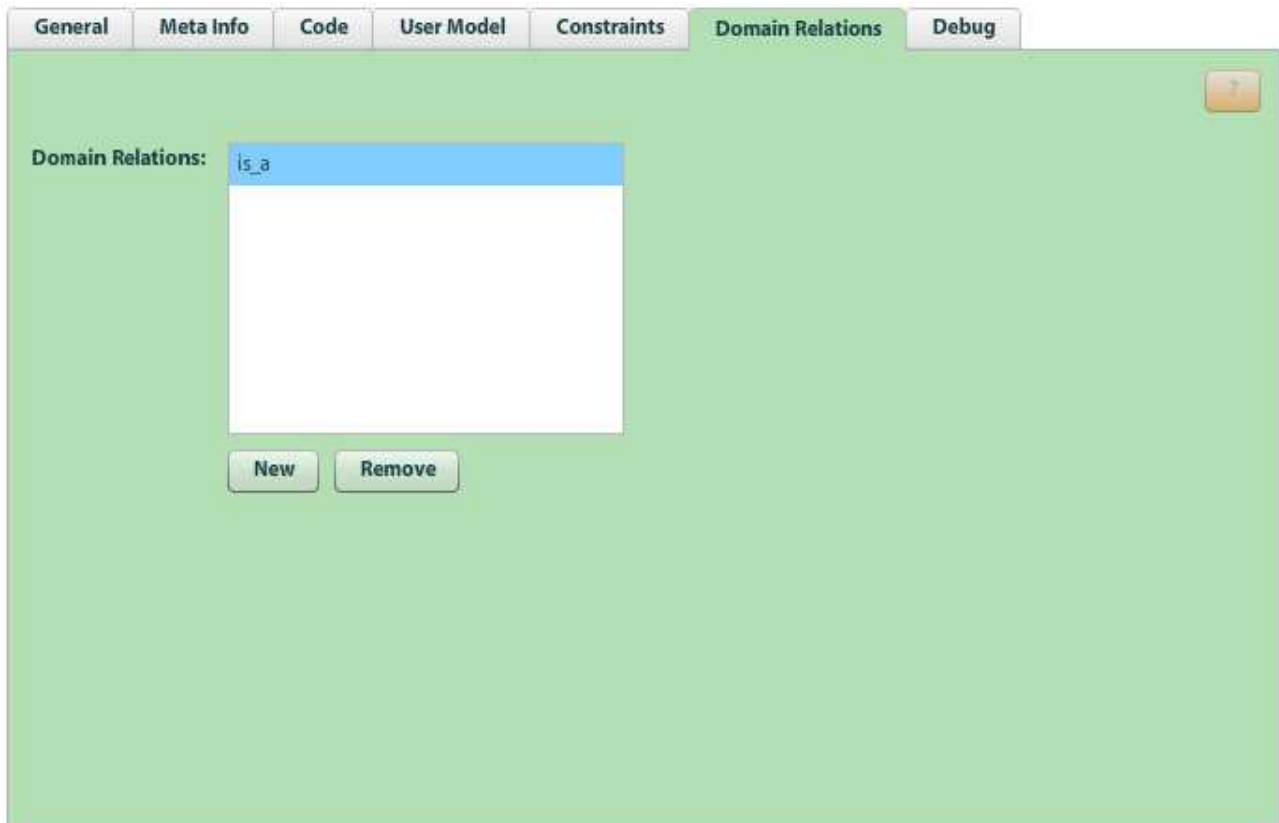 General Meta Info Code User Model Constraints Domain Relations Debug
?
Domain Relations: is_a
New Remove